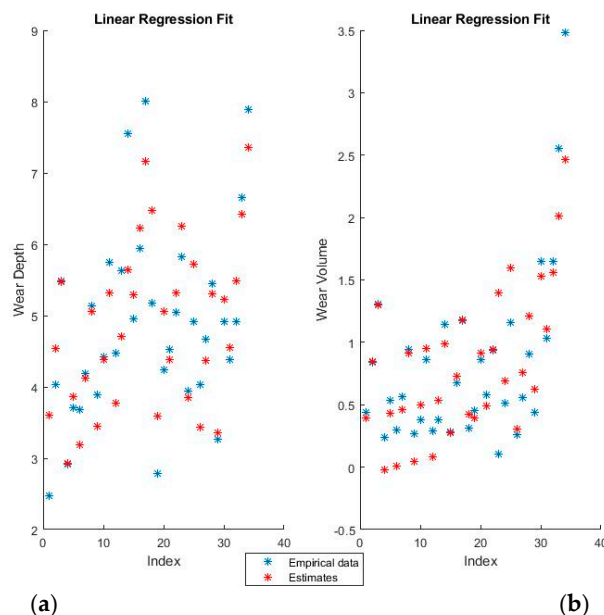 Linear Regression Fit
9
8
7
6
5
4
3
2
Wear Depth
0 10 20 30 40
Index
Linear Regression Fit
3.5
3
2.5
2
1.5
1
0.5
0
-0.5
Wear Volume
0 10 20 30 40
Index
Empirical data
Estimates
(a)
(b)